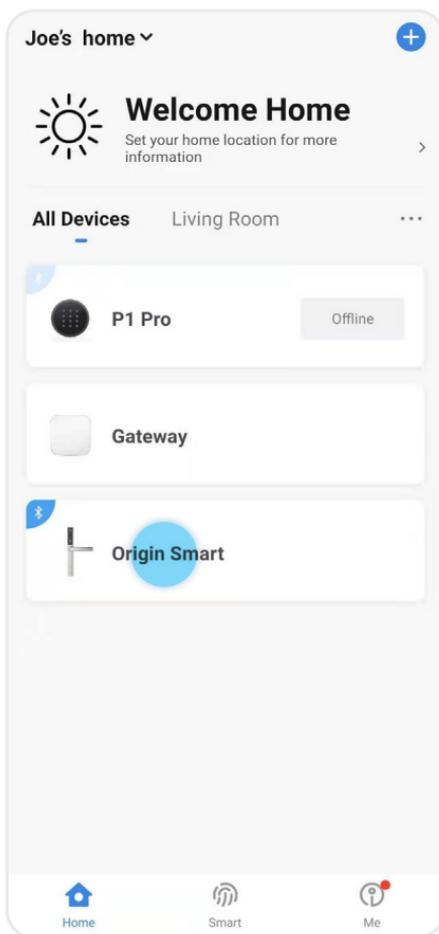 Joe's home
Welcome Home
Set your home location for more
information
All Devices
Living Room
P1 Pro
Offline
Gateway
Origin Smart
Home
Smart
Me